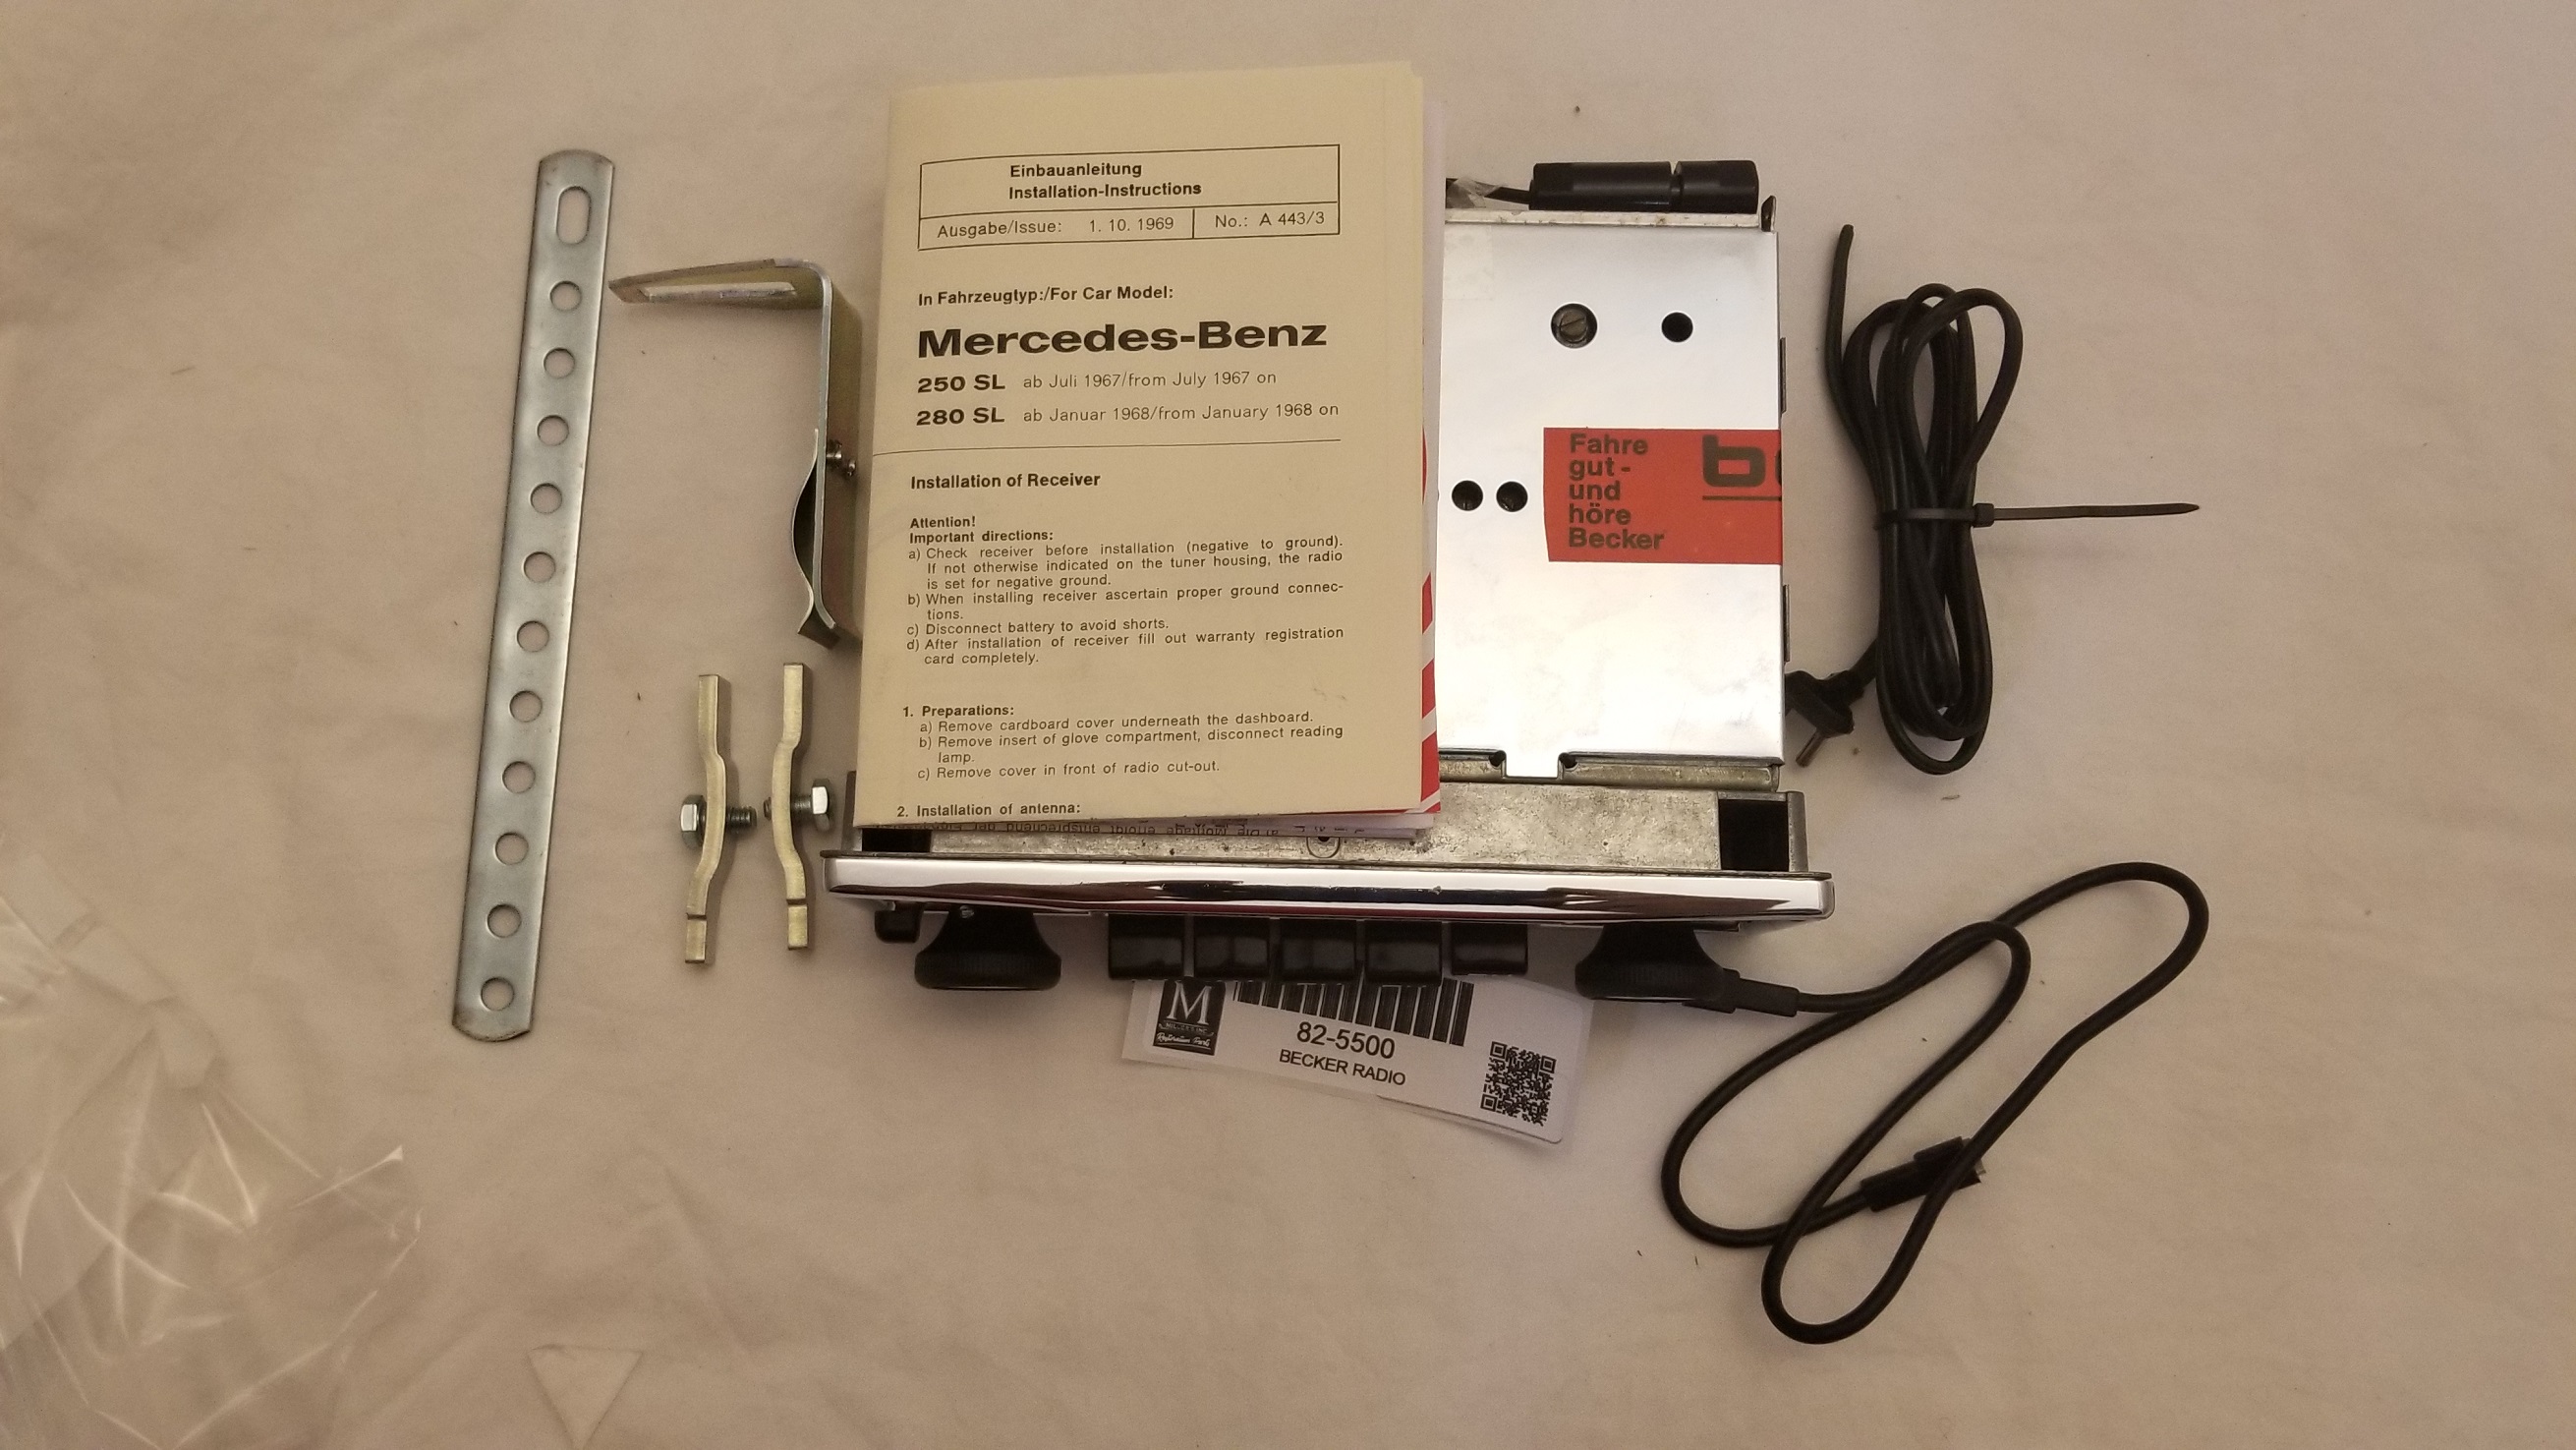 Einbauanleitung
Installation-Instructions
Ausgabe/Issue: 1. 10. 1969 No.: A 443/3
In Fahrzeugtyp:/For Car Model:
Mercedes-Benz
250 SL ab Juli 1967/from July 1967 on
280 SL ab Januar 1968/from January 1968 on
Installation of Receiver
Attention!
Important directions:
a) Check receiver before installation (negative to ground).
If not otherwise indicated on the tuner housing, the radio
is set for negative ground.
b) When installing receiver ascertain proper ground connec-
tions.
c) Disconnect battery to avoid shorts.
d) After installation of receiver fill out warranty registration
card completely.
1. Preparations:
a) Remove cardboard cover underneath the dashboard.
b) Remove insert of glove compartment, disconnect reading
lamp.
c) Remove cover in front of radio cut-out.
2. Installation of antenna:
Fahre
gut-
und
höre
Becker
M
Restoration Parts
82-5500
BECKER RADIO